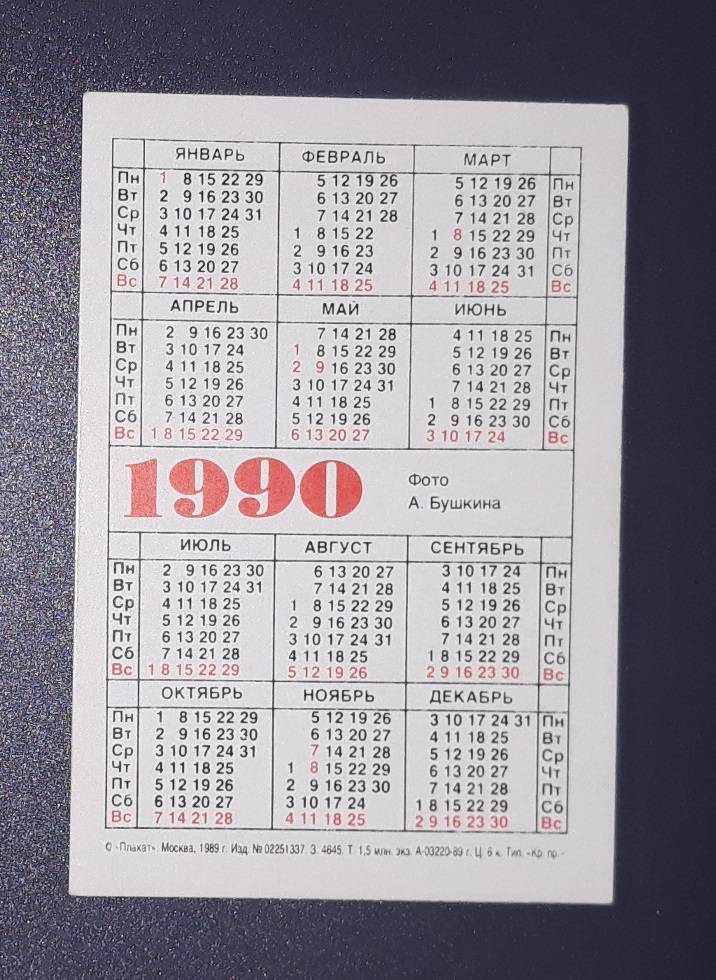 ЯНВАРЬ ФЕВРАЛЬ МАРТ
Пн 1 8 15 22 29 5 12 19 26 5 12 19 26 Пн
Вт 2 9 16 23 30 6 13 20 27 6 13 20 27 Вт
Ср 3 10 17 24 31 7 14 21 28 7 14 21 28 Ср
Чт 4 11 18 25 1 8 15 22 1 8 15 22 29 Чт
Пт 5 12 19 26 2 9 16 23 2 9 16 23 30 Пт
Сб 6 13 20 27 3 10 17 24 3 10 17 24 31 Сб
Вс 7 14 21 28 4 11 18 25 4 11 18 25 Вс
АПРЕЛЬ МАЙ ИЮНЬ
Пн 2 9 16 23 30 7 14 21 28 4 11 18 25 Пн
Вт 3 10 17 24 1 8 15 22 29 5 12 19 26 Вт
Ср 4 11 18 25 2 9 16 23 30 6 13 20 27 Ср
Чт 5 12 19 26 3 10 17 24 31 7 14 21 28 Чт
Пт 6 13 20 27 4 11 18 25 1 8 15 22 29 Пт
Сб 7 14 21 28 5 12 19 26 2 9 16 23 30 Сб
Вс 1 8 15 22 29 6 13 20 27 3 10 17 24 Вс
1990
Фото
А. Бушкина
ИЮЛЬ АВГУСТ СЕНТЯБРЬ
Пн 2 9 16 23 30 6 13 20 27 3 10 17 24 Пн
Вт 3 10 17 24 31 7 14 21 28 4 11 18 25 Вт
Ср 4 11 18 25 1 8 15 22 29 5 12 19 26 Ср
Чт 5 12 19 26 2 9 16 23 30 6 13 20 27 Чт
Пт 6 13 20 27 3 10 17 24 31 7 14 21 28 Пт
Сб 7 14 21 28 4 11 18 25 1 8 15 22 29 Сб
Вс 1 8 15 22 29 5 12 19 26 2 9 16 23 30 Вс
ОКТЯБРЬ НОЯБРЬ ДЕКАБРЬ
Пн 1 8 15 22 29 5 12 19 26 3 10 17 24 31 Пн
Вт 2 9 16 23 30 6 13 20 27 4 11 18 25 Вт
Ср 3 10 17 24 31 7 14 21 28 5 12 19 26 Ср
Чт 4 11 18 25 1 8 15 22 29 6 13 20 27 Чт
Пт 5 12 19 26 2 9 16 23 30 7 14 21 28 Пт
Сб 6 13 20 27 3 10 17 24 1 8 15 22 29 Сб
Вс 7 14 21 28 4 11 18 25 2 9 16 23 30 Вс
© «Плакат». Москва, 1989 г. Изд. № 02251337. З. 4645. Т. 1,5 млн. экз. А-03220-89 г. Ц. 6 к. Тип. «Кр. пр.»